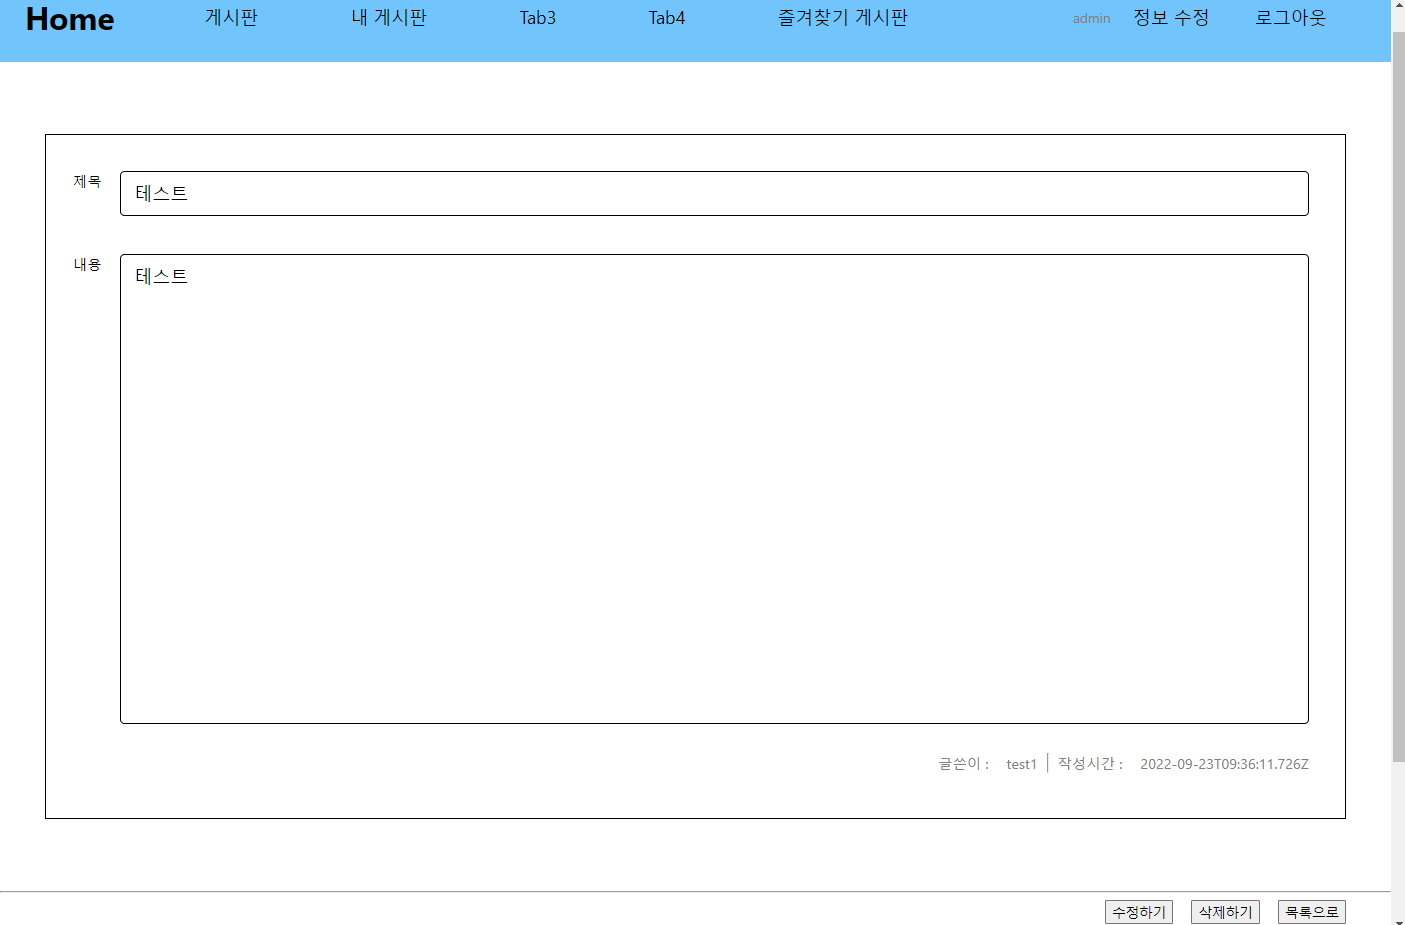 Home 게시판 내 게시판 Tab3 Tab4 즐겨찾기 게시판 admin 정보 수정 로그아웃
제목 테스트
내용 테스트
글쓴이 : test1 작성시간 : 2022-09-23T09:36:11.726Z
수정하기 삭제하기 목록으로